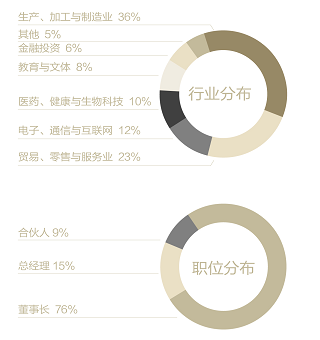 生产、加工与制造业 36%
其他 5%
金融投资 6%
教育与文体 8%
医药、健康与生物科技 10%
电子、通信与互联网 12%
贸易、零售与服务业 23%
行业分布
合伙人 9%
总经理 15%
董事长 76%
职位分布